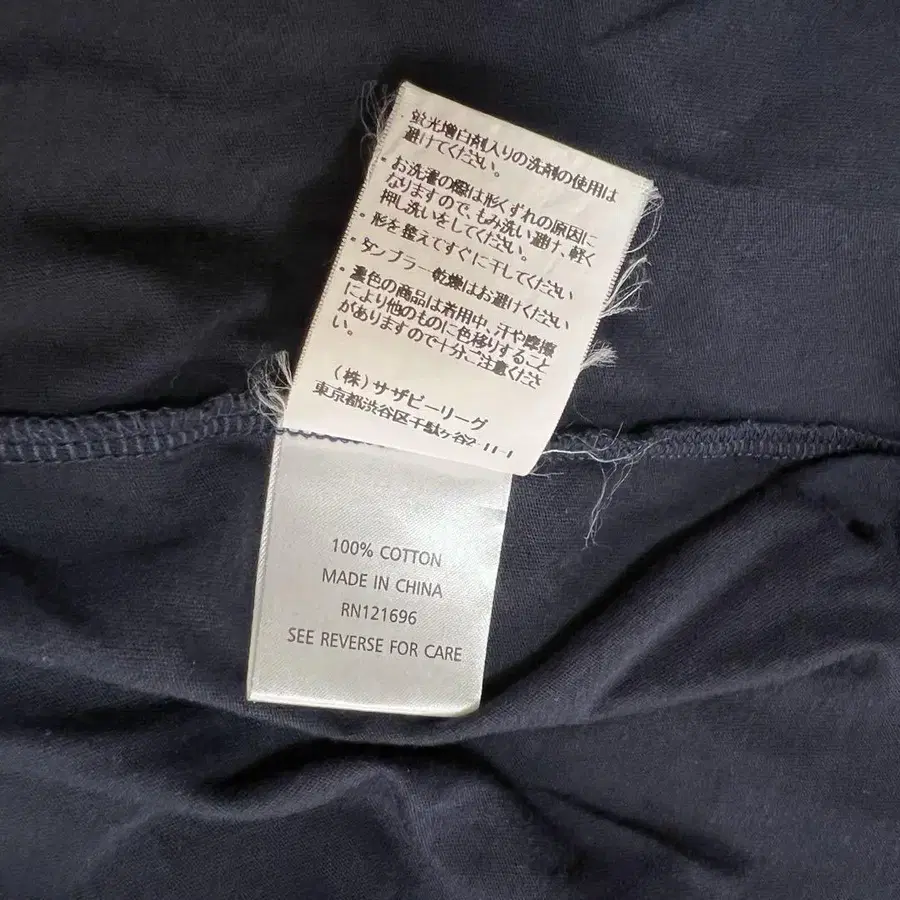 ・蛍光増白剤入りの洗剤の使用は
避けてください。
・お洗濯の際は形くずれの原因に
なりますので、もみ洗い避け、軽く
押し洗いをしてください。
・形を整えてすぐに干してください
・タンブラー乾燥はお避けください
・濃色の商品は着用中、汗や摩擦
により他のものに色移りすること
がありますので十分ご注意くださ
い。
(株)サザビーリーグ
東京都渋谷区千駄ヶ谷2-11-1
100% COTTON
MADE IN CHINA
RN121696
SEE REVERSE FOR CARE